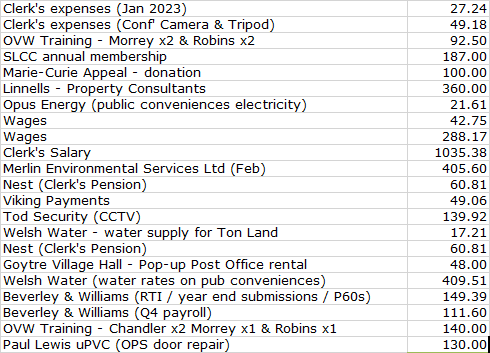 Clerk's expenses (Jan 2023) 27.24
Clerk's expenses (Conf' Camera & Tripod) 49.18
OVW Training - Morrey x2 & Robins x2 92.50
SLCC annual membership 187.00
Marie-Curie Appeal - donation 100.00
Linnells - Property Consultants 360.00
Opus Energy (public conveniences electricity) 21.61
Wages 42.75
Wages 288.17
Clerk's Salary 1035.38
Merlin Environmental Services Ltd (Feb) 405.60
Nest (Clerk's Pension) 60.81
Viking Payments 49.06
Tod Security (CCTV) 139.92
Welsh Water - water supply for Ton Land 17.21
Nest (Clerk's Pension) 60.81
Goytre Village Hall - Pop-up Post Office rental 48.00
Welsh Water (water rates on pub conveniences) 409.51
Beverley & Williams (RTI / year end submissions / P60s) 149.39
Beverley & Williams (Q4 payroll) 111.60
OVW Training - Chandler x2 Morrey x1 & Robins x1 140.00
Paul Lewis uPVC (OPS door repair) 130.00